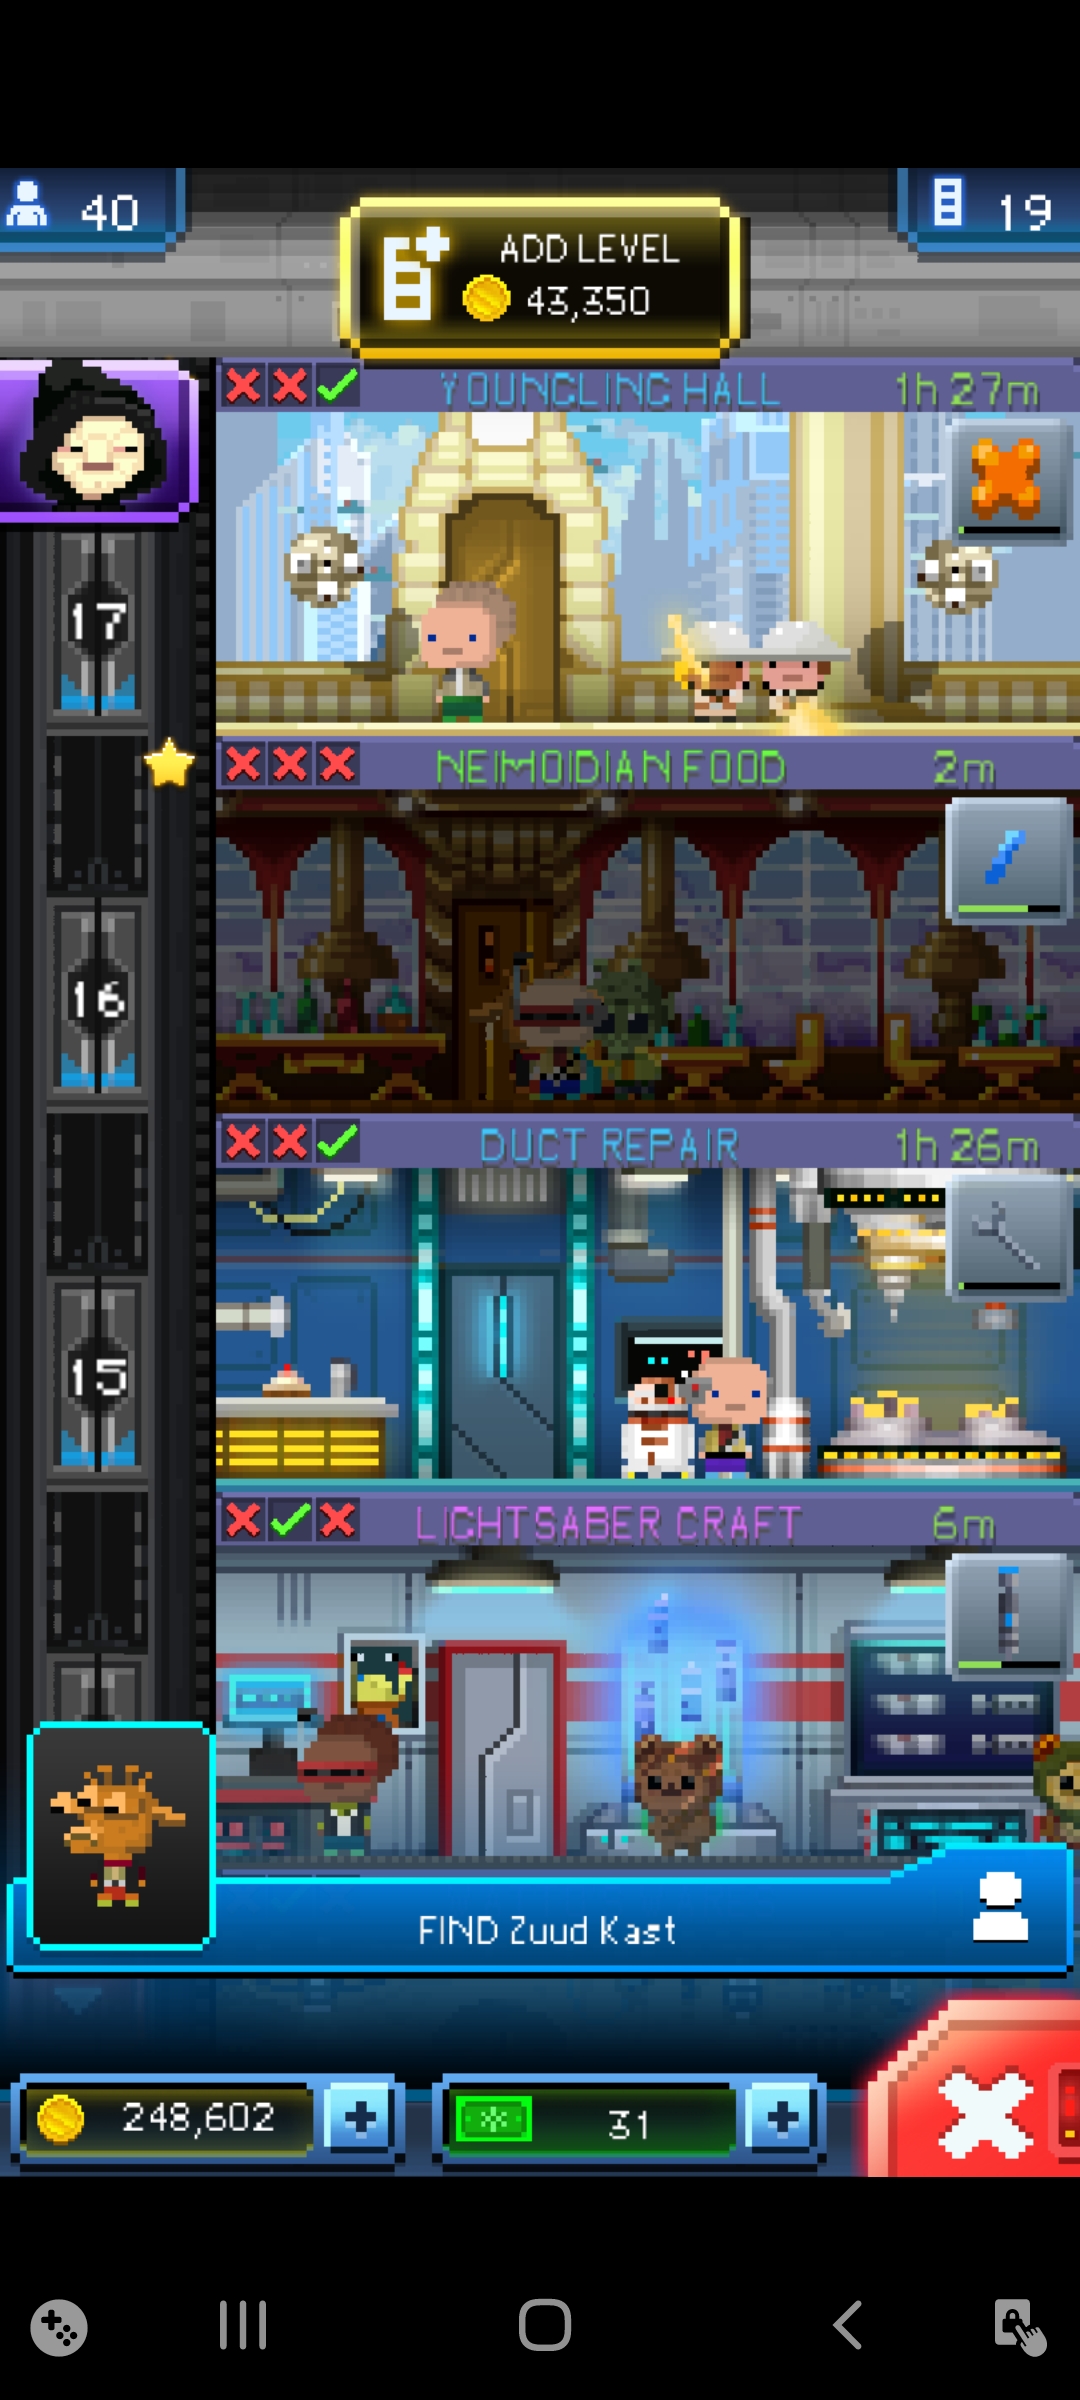 40
ADD LEVEL
43,350
19
YOUNGLING HALL
1h 27m
17
NEIMOIDIAN FOOD
2m
16
DUCT REPAIR
1h 26m
15
LIGHTSABER CRAFT
6m
FIND Zuud Kast
248,602
31